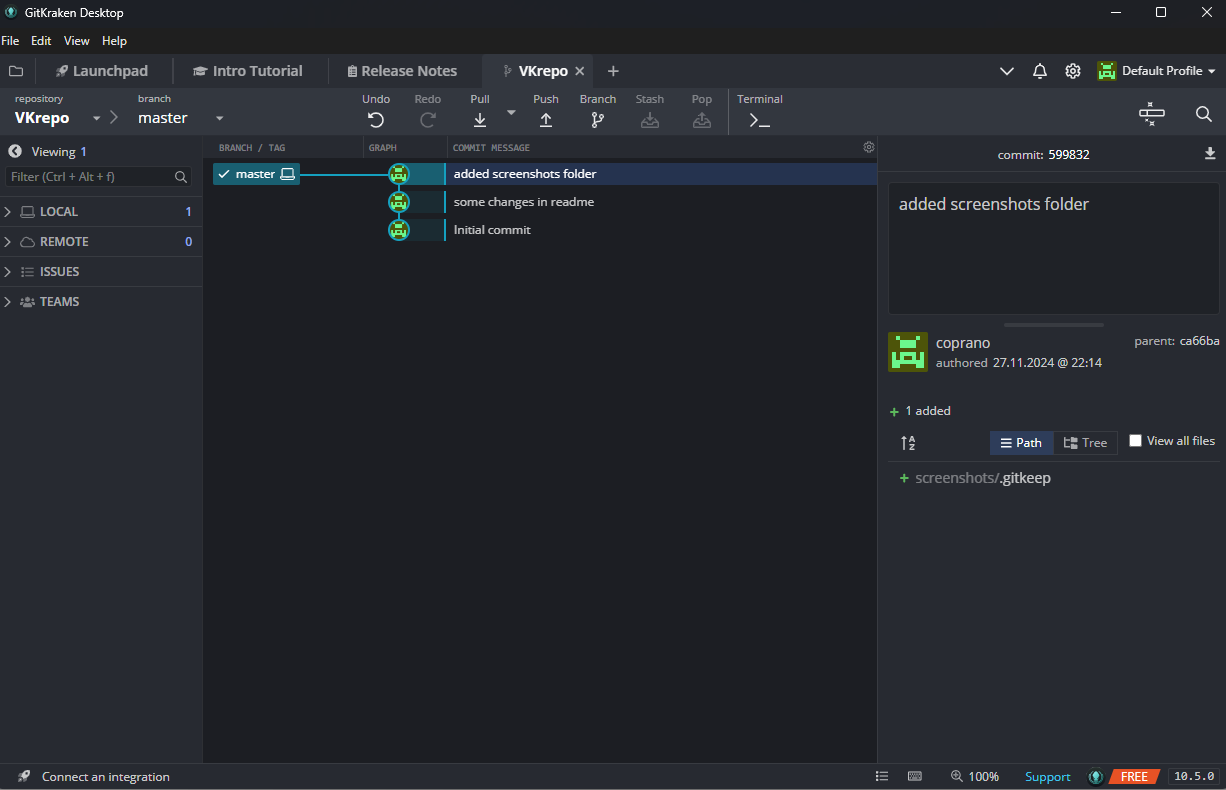 GitKraken Desktop
File Edit View Help
Launchpad Intro Tutorial Release Notes VKrepo Default Profile
repository branch Undo Redo Pull Push Branch Stash Pop Terminal
VKrepo master
Viewing 1 BRANCH / TAG GRAPH COMMIT MESSAGE commit: 599832
Filter (Ctrl + Alt + f) master added screenshots folder
some changes in readme added screenshots folder
LOCAL 1
Initial commit
REMOTE 0
ISSUES
TEAMS
coprano parent: ca66ba
authored 27.11.2024 @ 22:14
+ 1 added
Path Tree View all files
+ screenshots/.gitkeep
Connect an integration 100% Support FREE 10.5.0